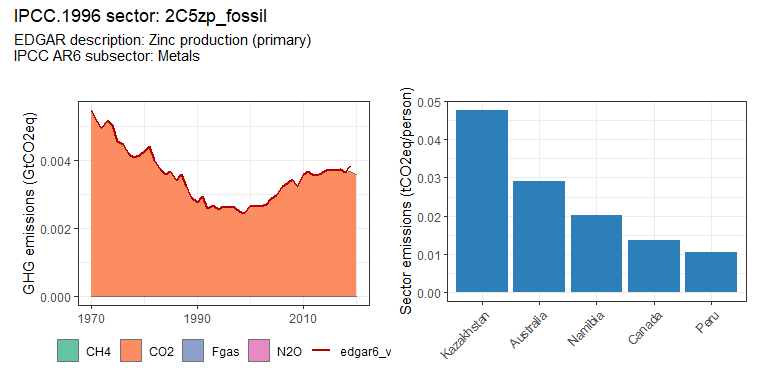 IPCC.1996 sector: 2C5zp_fossil
EDGAR description: Zinc production (primary)
IPCC AR6 subsector: Metals
GHG emissions (GtCO2eq)
0.004
0.002
0.000
1970
1990
2010
CH4
CO2
Fgas
N2O
edgar6_v
Sector emissions (tCO2eq/person)
0.05
0.04
0.03
0.02
0.01
0.00
Kazakhstan
Australia
Namibia
Canada
Peru